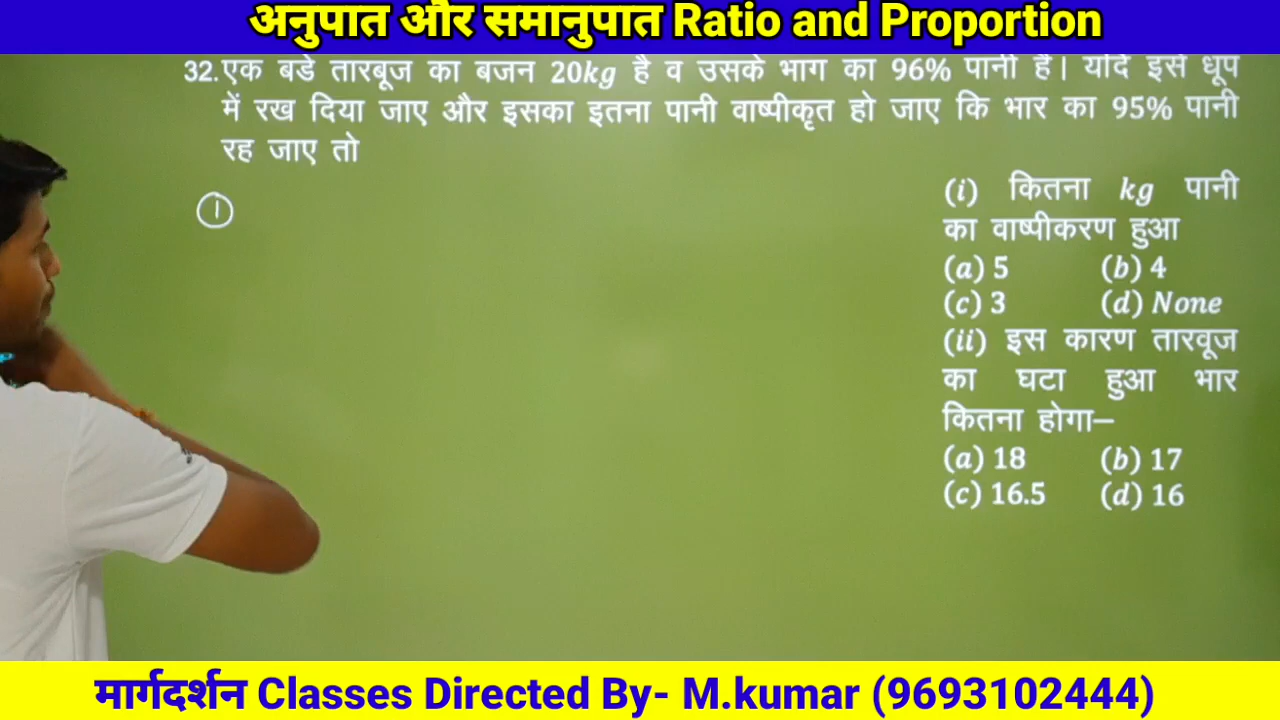 अनुपात और समानुपात Ratio and Proportion
32. एक बडे तारबूज का बजन 20kg है व उसके भाग का 96% पानी है। यदि इसे धूप
में रख दिया जाए और इसका इतना पानी वाष्पीकृत हो जाए कि भार का 95% पानी
रह जाए तो
①
(i) कितना kg पानी
का वाष्पीकरण हुआ
(a) 5 (b) 4
(c) 3 (d) None
(ii) इस कारण तारवूज
का घटा हुआ भार
कितना होगा–
(a) 18 (b) 17
(c) 16.5 (d) 16
मार्गदर्शन Classes Directed By- M.kumar (9693102444)